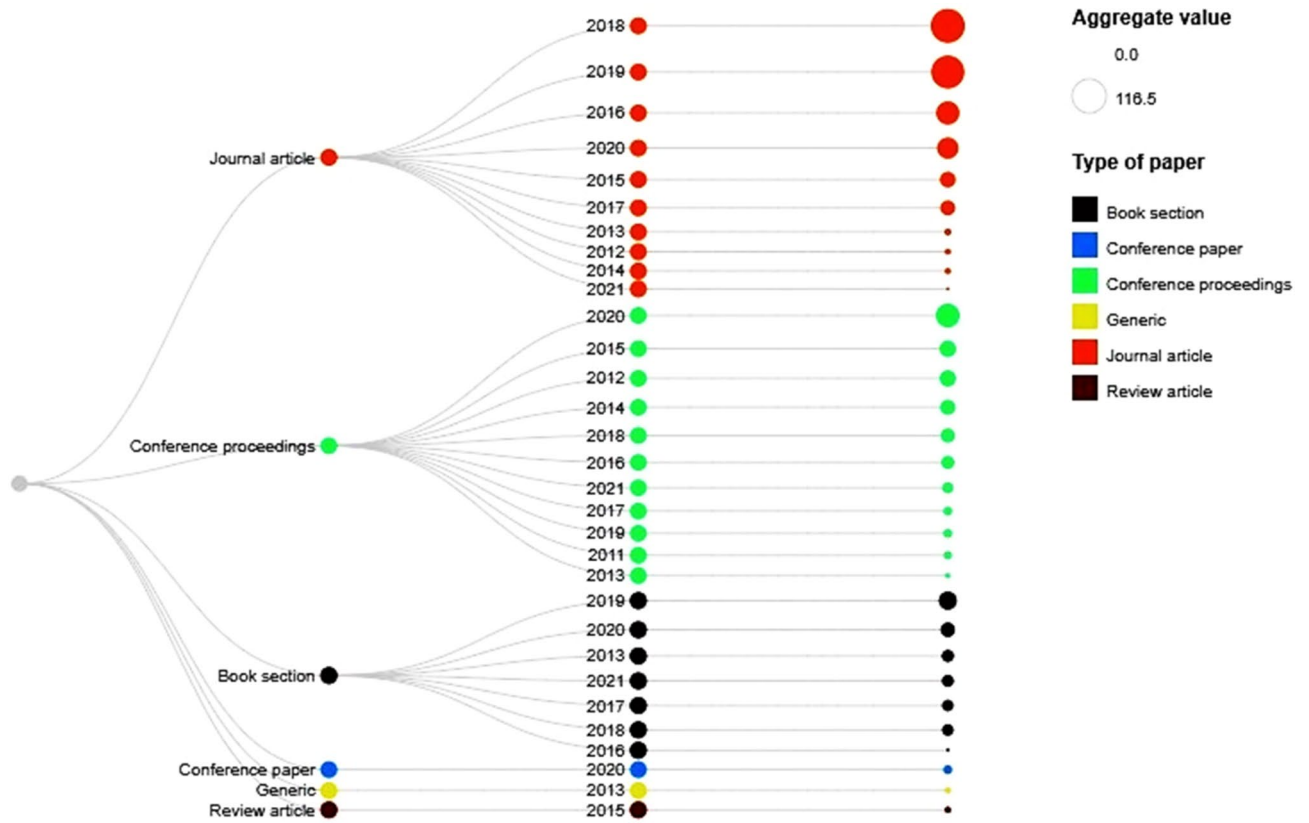 2018
2019
2016
2020
Journal article
2015
2017
2013
2012
2014
2021
2020
2015
2012
2014
2018
Conference proceedings
2016
2021
2017
2019
2011
2013
2019
2020
2013
Book section
2021
2017
2018
2016
Conference paper
2020
Generic
2013
Review article
2015
Aggregate value
0.0
116.5
Type of paper
Book section
Conference paper
Conference proceedings
Generic
Journal article
Review article